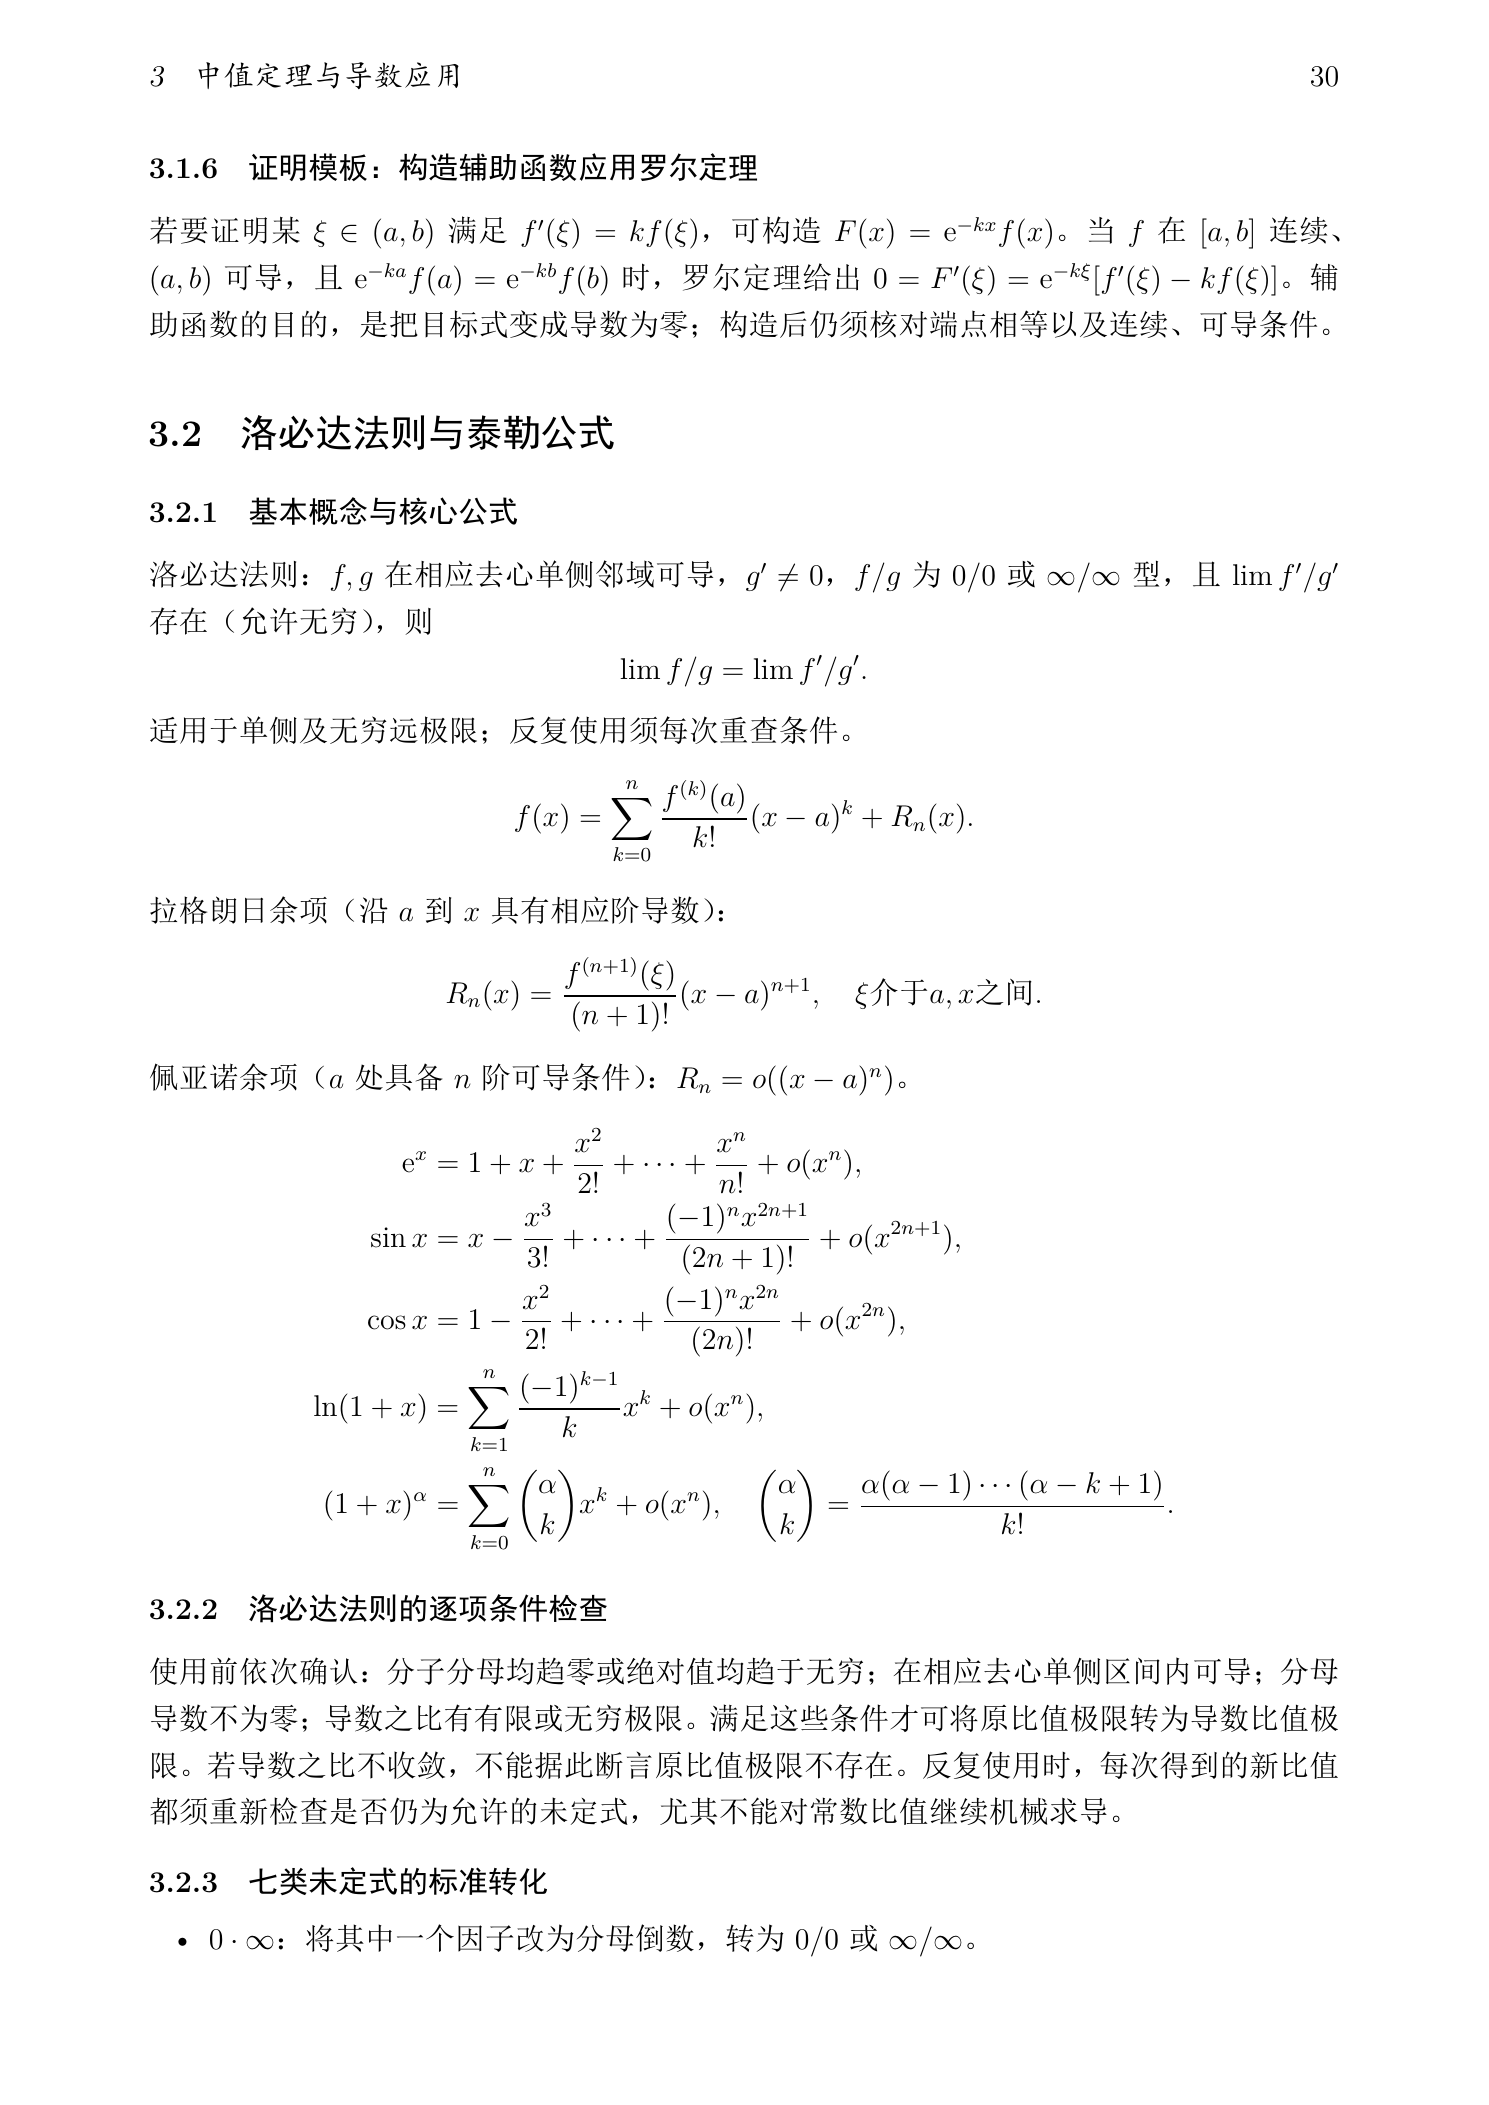 3 中值定理与导数应用 30
3.1.6 证明模板：构造辅助函数应用罗尔定理
若要证明某 ξ ∈ (a, b) 满足 f′(ξ) = kf(ξ)，可构造 F(x) = e^{−kx}f(x)。当 f 在 [a, b] 连续、
(a, b) 可导，且 e^{−ka}f(a) = e^{−kb}f(b) 时，罗尔定理给出 0 = F′(ξ) = e^{−kξ}[f′(ξ) − kf(ξ)]。辅
助函数的目的，是把目标式变成导数为零；构造后仍须核对端点相等以及连续、可导条件。
3.2 洛必达法则与泰勒公式
3.2.1 基本概念与核心公式
洛必达法则：f, g 在相应去心单侧邻域可导，g′ ≠ 0，f/g 为 0/0 或 ∞/∞ 型，且 lim f′/g′
存在（允许无穷），则
lim f/g = lim f′/g′.
适用于单侧及无穷远极限；反复使用须每次重查条件。
f(x) = \sum_{k=0}^{n} \frac{f^{(k)}(a)}{k!}(x − a)^k + R_n(x).
拉格朗日余项（沿 a 到 x 具有相应阶导数）：
R_n(x) = \frac{f^{(n+1)}(ξ)}{(n + 1)!}(x − a)^{n+1}, ξ介于a, x之间.
佩亚诺余项（a 处具备 n 阶可导条件）：R_n = o((x − a)^n)。
e^x = 1 + x + \frac{x^2}{2!} + ··· + \frac{x^n}{n!} + o(x^n),
sin x = x − \frac{x^3}{3!} + ··· + \frac{(−1)^n x^{2n+1}}{(2n + 1)!} + o(x^{2n+1}),
cos x = 1 − \frac{x^2}{2!} + ··· + \frac{(−1)^n x^{2n}}{(2n)!} + o(x^{2n}),
ln(1 + x) = \sum_{k=1}^{n} \frac{(−1)^{k−1}}{k}x^k + o(x^n),
(1 + x)^α = \sum_{k=0}^{n} \binom{α}{k}x^k + o(x^n), \binom{α}{k} = \frac{α(α − 1)···(α − k + 1)}{k!}.
3.2.2 洛必达法则的逐项条件检查
使用前依次确认：分子分母均趋零或绝对值均趋于无穷；在相应去心单侧区间内可导；分母
导数不为零；导数之比有有限或无穷极限。满足这些条件才可将原比值极限转为导数比值极
限。若导数之比不收敛，不能据此断言原比值极限不存在。反复使用时，每次得到的新比值
都须重新检查是否仍为允许的未定式，尤其不能对常数比值继续机械求导。
3.2.3 七类未定式的标准转化
• 0 · ∞：将其中一个因子改为分母倒数，转为 0/0 或 ∞/∞。